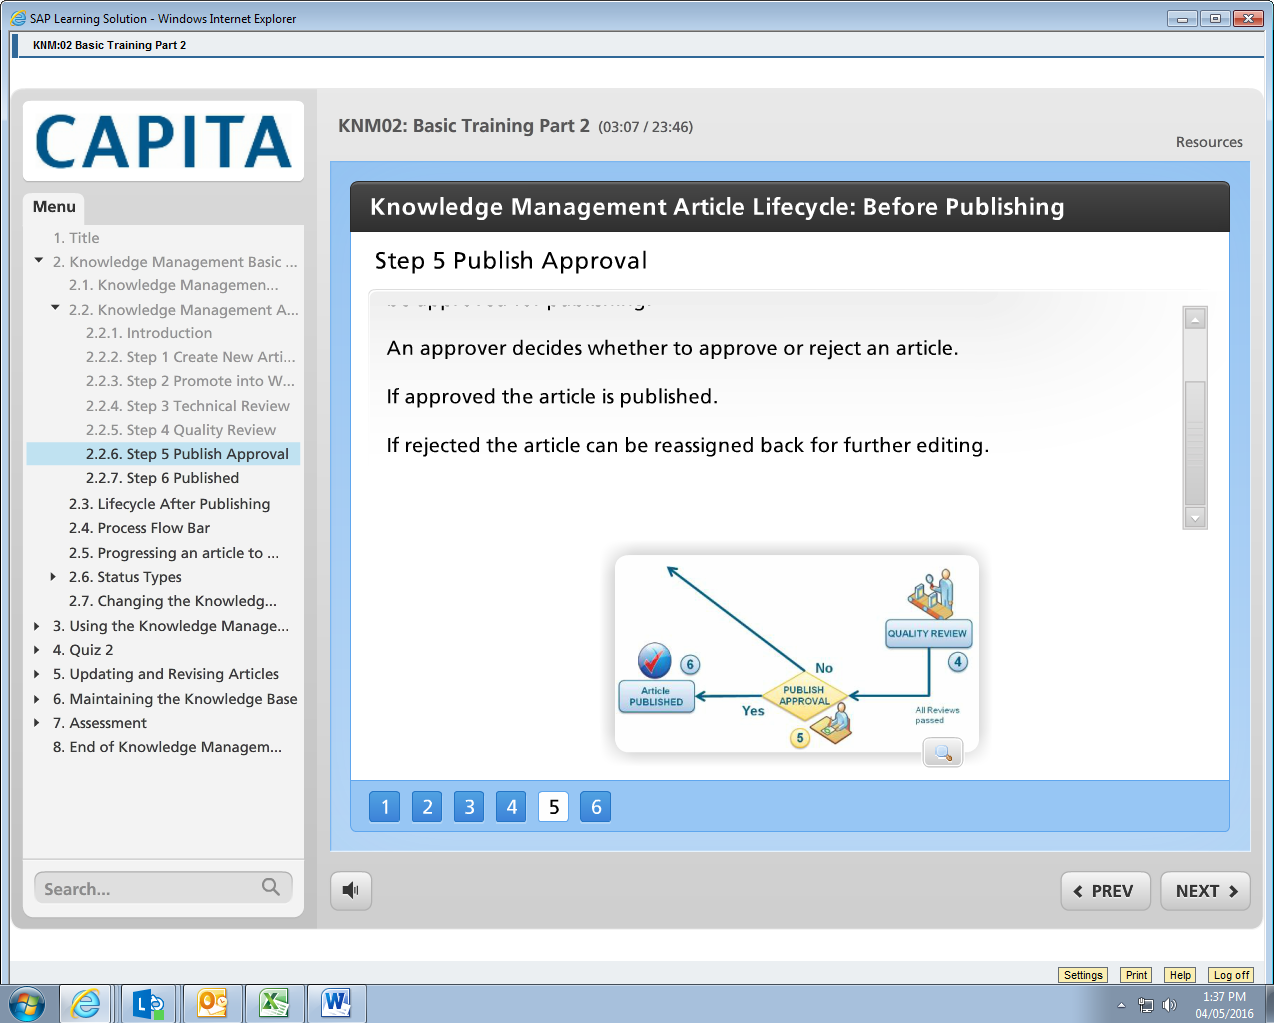 SAP Learning Solution - Windows Internet Explorer
KNM:02 Basic Training Part 2
CAPITA
KNM02: Basic Training Part 2 (03:07 / 23:46)
Resources
Menu
1. Title
2. Knowledge Management Basic ...
2.1. Knowledge Managemen...
2.2. Knowledge Management A...
2.2.1. Introduction
2.2.2. Step 1 Create New Arti...
2.2.3. Step 2 Promote into W...
2.2.4. Step 3 Technical Review
2.2.5. Step 4 Quality Review
2.2.6. Step 5 Publish Approval
2.2.7. Step 6 Published
2.3. Lifecycle After Publishing
2.4. Process Flow Bar
2.5. Progressing an article to ...
2.6. Status Types
2.7. Changing the Knowledg...
3. Using the Knowledge Manage...
4. Quiz 2
5. Updating and Revising Articles
6. Maintaining the Knowledge Base
7. Assessment
8. End of Knowledge Managem...
Search...
Knowledge Management Article Lifecycle: Before Publishing
Step 5 Publish Approval
be approved for publishing.
An approver decides whether to approve or reject an article.
If approved the article is published.
If rejected the article can be reassigned back for further editing.
QUALITY REVIEW
4
No
6
Article
PUBLISHED
PUBLISH
APPROVAL
Yes
5
All Reviews
passed
1 2 3 4 5 6
PREV
NEXT
Settings Print Help Log off
1:37 PM
04/05/2016